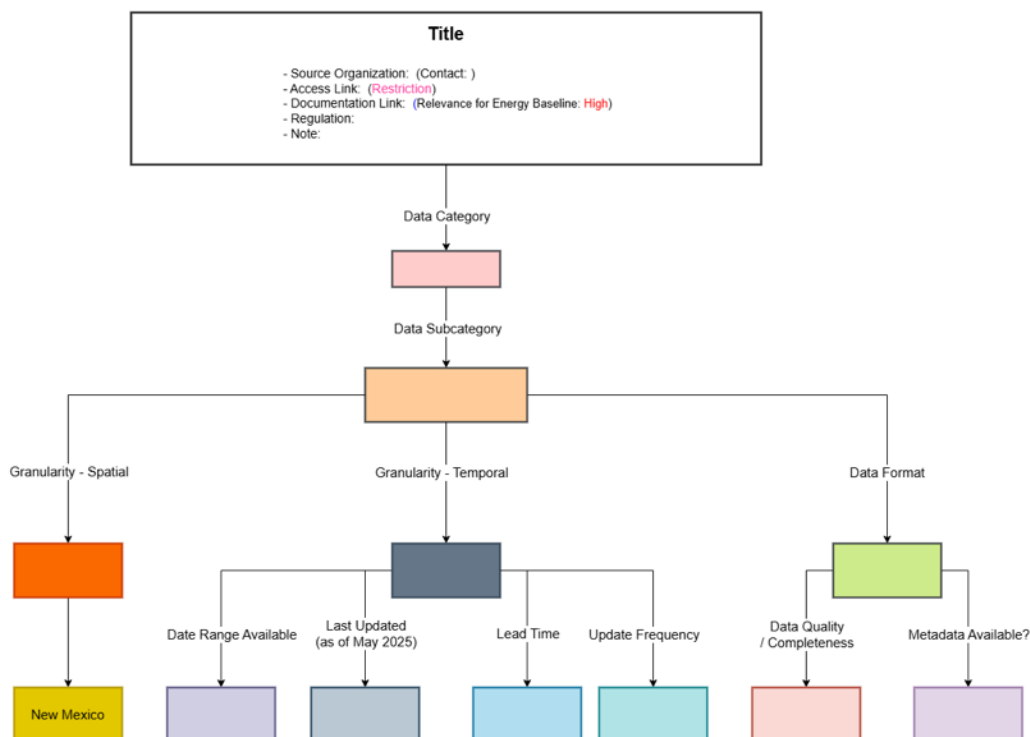 Title
- Source Organization:  (Contact: )
- Access Link:  (Restriction)
- Documentation Link:  (Relevance for Energy Baseline: High)
- Regulation:
- Note:
Data Category
Data Subcategory
Granularity - Spatial
Granularity - Temporal
Data Format
Date Range Available
Last Updated
(as of May 2025)
Lead Time
Update Frequency
Data Quality
/ Completeness
Metadata Available?
New Mexico